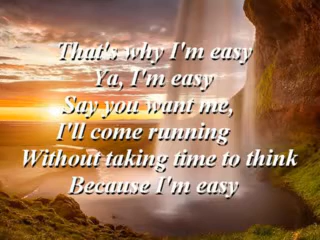 That's why I'm easy
Ya, I'm easy
Say you want me,
I'll come running
Without taking time to think
Because I'm easy